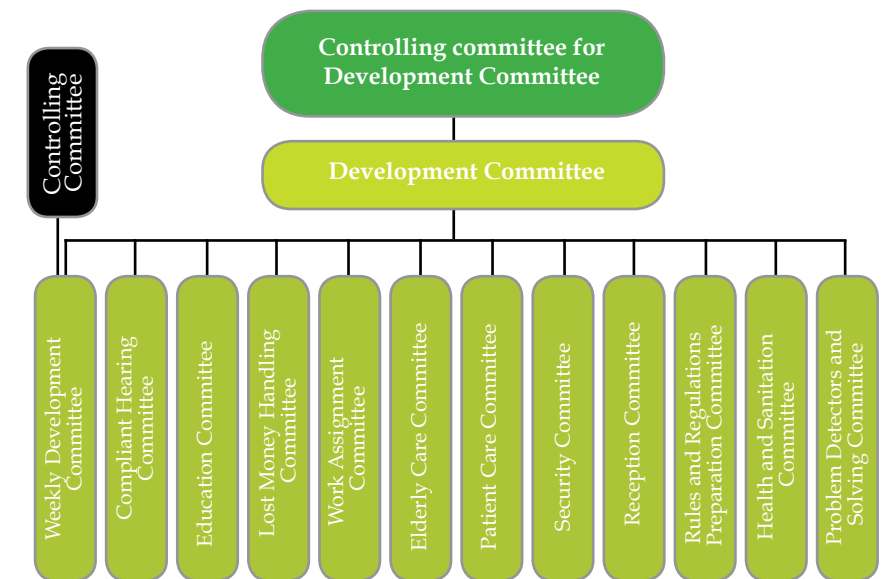 Controlling committee for
Development Committee
Controlling
Committee
Development Committee
Weekly Development
Committee
Compliant Hearing
Committee
Education Committee
Lost Money Handling
Committee
Work Assignment
Committee
Elderly Care Committee
Patient Care Committee
Security Committee
Reception Committee
Rules and Regulations
Preparation Committee
Health and Sanitation
Committee
Problem Detectors and
Solving Committee